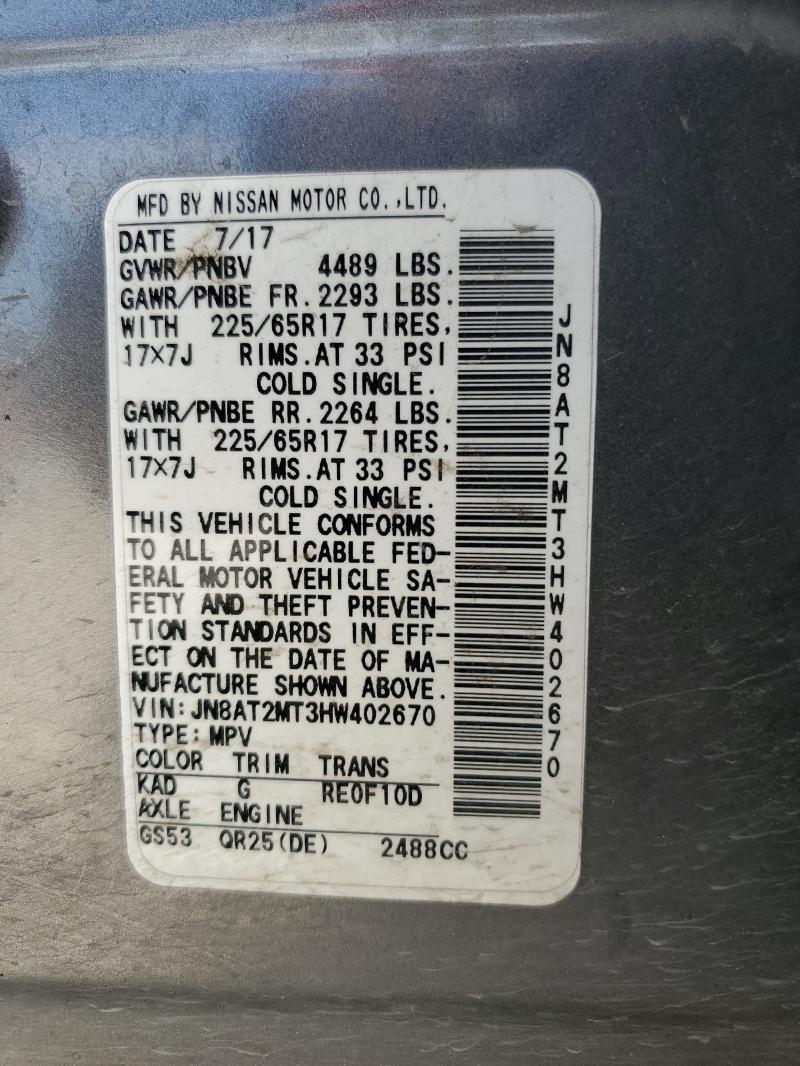 MFD BY NISSAN MOTOR CO.,LTD.
DATE 7/17
GVWR/PNBV 4489 LBS.
GAWR/PNBE FR.2293 LBS.
WITH 225/65R17 TIRES,
17×7J RIMS.AT 33 PSI
COLD SINGLE.
GAWR/PNBE RR.2264 LBS.
WITH 225/65R17 TIRES,
17×7J RIMS.AT 33 PSI
COLD SINGLE.
THIS VEHICLE CONFORMS
TO ALL APPLICABLE FED-
ERAL MOTOR VEHICLE SA-
FETY AND THEFT PREVEN-
TION STANDARDS IN EFF-
ECT ON THE DATE OF MA-
NUFACTURE SHOWN ABOVE.
VIN:JN8AT2MT3HW402670
TYPE:MPV
COLOR TRIM TRANS
KAD G RE0F10D
AXLE ENGINE
GS53 QR25(DE) 2488CC
JN8AT2MT3HW402670